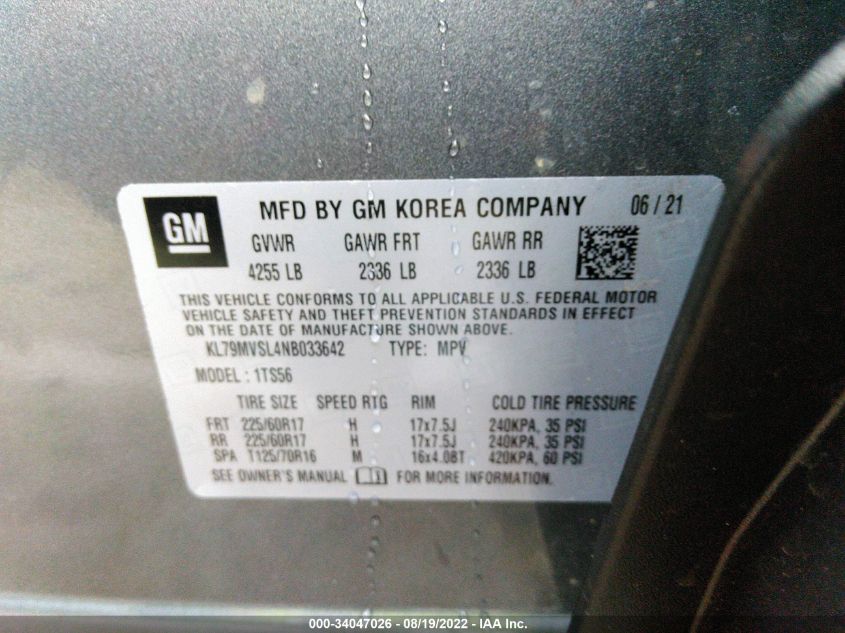 GM MFD BY GM KOREA COMPANY 06 / 21
GVWR GAWR FRT GAWR RR
4255 LB 2336 LB 2336 LB
THIS VEHICLE CONFORMS TO ALL APPLICABLE U.S. FEDERAL MOTOR
VEHICLE SAFETY AND THEFT PREVENTION STANDARDS IN EFFECT
ON THE DATE OF MANUFACTURE SHOWN ABOVE.
KL79MVSL4NB033642 TYPE: MPV
MODEL : 1TS56
TIRE SIZE SPEED RTG RIM COLD TIRE PRESSURE
FRT 225/60R17 H 17x7.5J 240KPA, 35 PSI
RR 225/60R17 H 17x7.5J 240KPA, 35 PSI
SPA T125/70R16 M 16x4.0BT 420KPA, 60 PSI
SEE OWNER'S MANUAL FOR MORE INFORMATION.
000-34047026 - 08/19/2022 - IAA Inc.